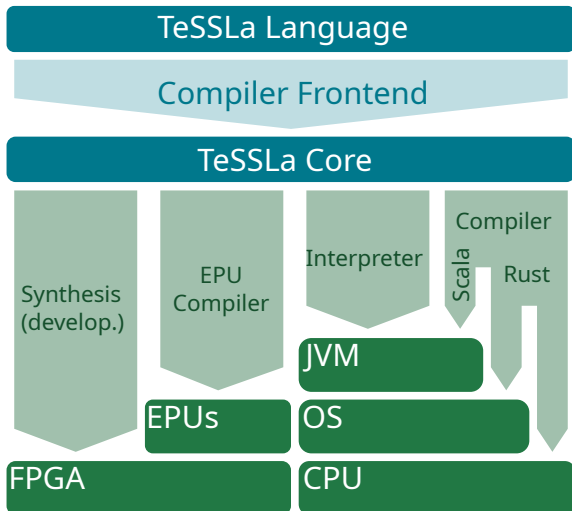 TeSSLa Language
Compiler Frontend
TeSSLa Core
Synthesis
(develop.)
EPU
Compiler
Interpreter
Compiler
Scala
Rust
JVM
EPUs
OS
FPGA
CPU